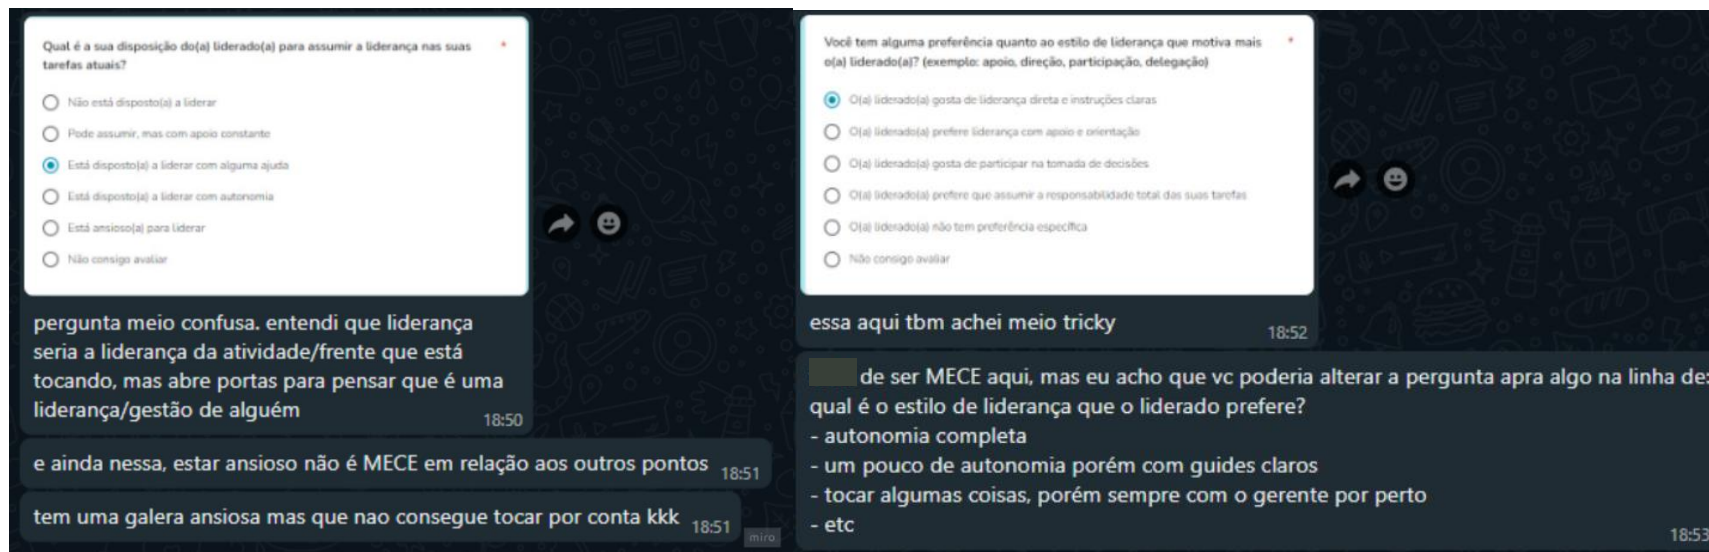 Qual é a sua disposição do(a) liderado(a) para assumir a liderança nas suas *
tarefas atuais?
Não está disposto(a) a liderar
Pode assumir, mas com apoio constante
Está disposto(a) a liderar com alguma ajuda
Está disposto(a) a liderar com autonomia
Está ansioso(a) para liderar
Não consigo avaliar
pergunta meio confusa. entendi que liderança
seria a liderança da atividade/frente que está
tocando, mas abre portas para pensar que é uma
liderança/gestão de alguém
18:50
e ainda nessa, estar ansioso não é MECE em relação aos outros pontos 18:51
tem uma galera ansiosa mas que nao consegue tocar por conta kkk 18:51
miro
Você tem alguma preferência quanto ao estilo de liderança que motiva mais *
o(a) liderado(a)? (exemplo: apoio, direção, participação, delegação)
O(a) liderado(a) gosta de liderança direta e instruções claras
O(a) liderado(a) prefere liderança com apoio e orientação
O(a) liderado(a) gosta de participar na tomada de decisões
O(a) liderado(a) prefere que assumir a responsabilidade total das suas tarefas
O(a) liderado(a) não tem preferência específica
Não consigo avaliar
essa aqui tbm achei meio tricky
18:52
de ser MECE aqui, mas eu acho que vc poderia alterar a pergunta apra algo na linha de:
qual é o estilo de liderança que o liderado prefere?
- autonomia completa
- um pouco de autonomia porém com guides claros
- tocar algumas coisas, porém sempre com o gerente por perto
- etc
18:53